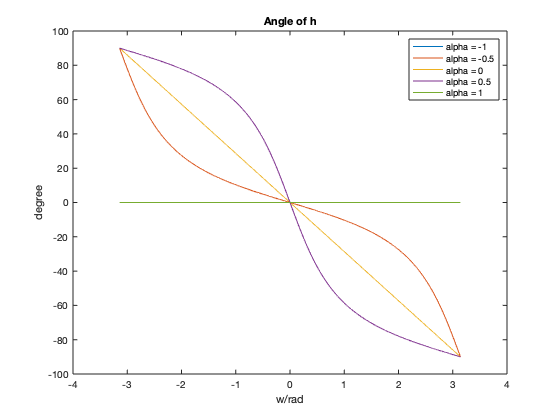 Angle of h
100
80
60
40
20
0
-20
-40
-60
-80
-100
degree
-4
-3
-2
-1
0
1
2
3
4
w/rad
alpha = -1
alpha = -0.5
alpha = 0
alpha = 0.5
alpha = 1